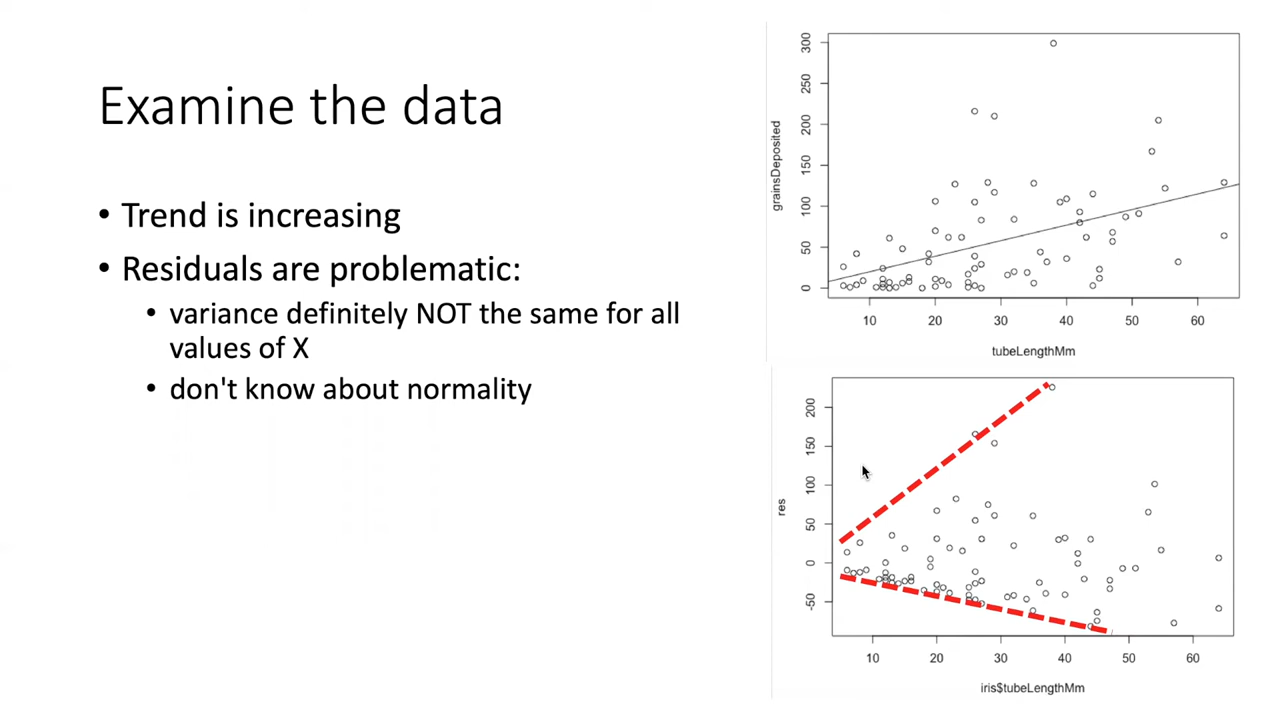 Examine the data
• Trend is increasing
• Residuals are problematic:
• variance definitely NOT the same for all
values of X
• don't know about normality
grainsDeposited
300
250
200
150
100
50
0
10 20 30 40 50 60
tubeLengthMm
res
200
150
100
50
0
-50
10 20 30 40 50 60
iris$tubeLengthMm